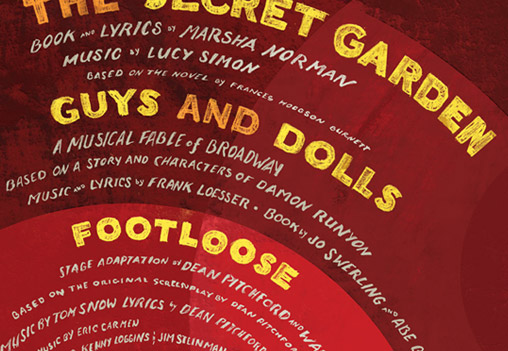 THE SECRET GARDEN
BOOK AND LYRICS BY MARSHA NORMAN
MUSIC BY LUCY SIMON
BASED ON THE NOVEL BY FRANCES HODGSON BURNETT
GUYS AND DOLLS
A MUSICAL FABLE of BROADWAY
BASED ON A STORY AND CHARACTERS OF DAMON RUNYON
MUSIC AND LYRICS BY FRANK LOESSER • BOOK BY JO SWERLING AND ABE
FOOTLOOSE
STAGE ADAPTATION BY DEAN PITCHFORD AND WA
BASED ON THE ORIGINAL SCREENPLAY BY DEAN PITCHFORD
MUSIC BY TOM SNOW LYRICS BY DEAN PITCHFORD
MUSIC BY ERIC CARMEN
KENNY LOGGINS; JIM STEINMAN